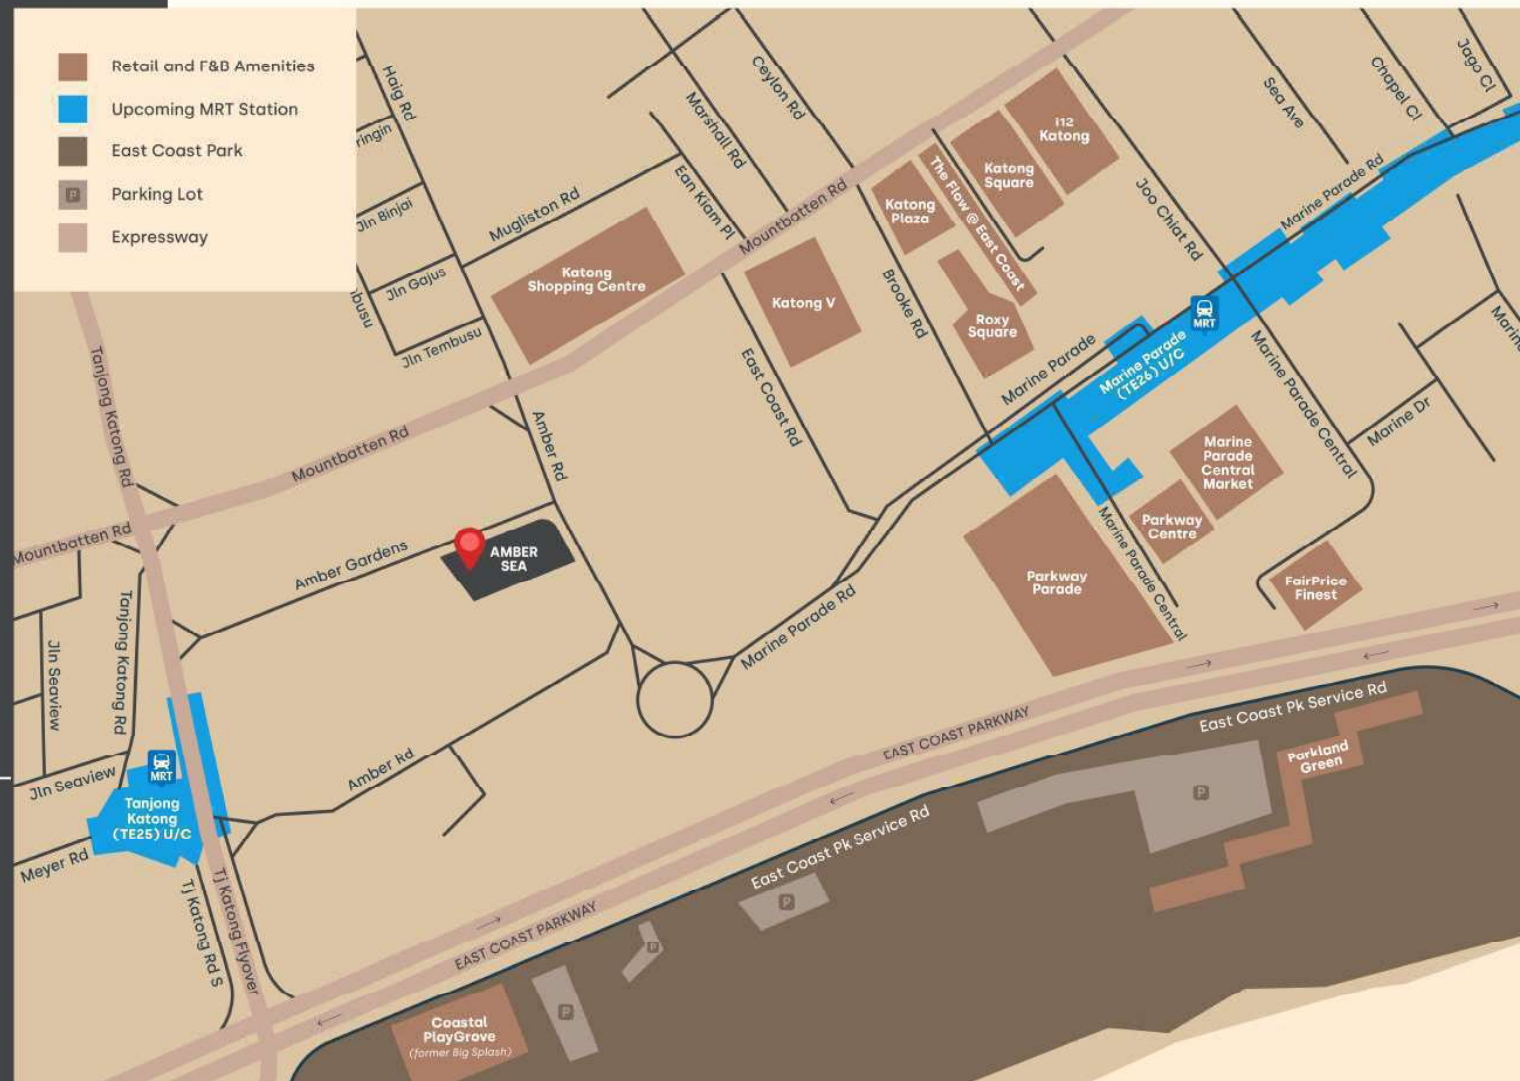 Retail and F&B Amenities
Upcoming MRT Station
East Coast Park
P
Parking Lot
Expressway
Haig Rd
ringin
Jln Binjai
Jln Gajus
busu
Jln Tembusu
Mugliston Rd
Marshall Rd
Ean Kiam Pl
Ceylon Rd
Mountbatten Rd
Katong
Shopping Centre
Katong V
Katong
Plaza
The Flow @ East Coast
Katong
Square
i12
Katong
Roxy
Square
Brooke Rd
East Coast Rd
Joo Chiat Rd
Sea Ave
Chapel Cl
Jago Cl
Marine Parade Rd
MRT
Marine Parade
(TE26) U/C
Marine Parade
Marine Parade Central
Marine Dr
Marine
Marine
Parade
Central
Market
Parkway
Centre
Marine Parade Central
Parkway
Parade
FairPrice
Finest
Tanjong Katong Rd
Mountbatten Rd
Mountbatten Rd
Amber Rd
Amber Gardens
AMBER
SEA
Marine Parade Rd
Jln Seaview
Tanjong Katong Rd
Jln Seaview
MRT
Tanjong
Katong
(TE25) U/C
Meyer Rd
Amber Rd
Tj Katong Rd S
Tj Katong Flyover
EAST COAST PARKWAY
EAST COAST PARKWAY
East Coast Pk Service Rd
East Coast Pk Service Rd
Parkland
Green
P
P
P
P
Coastal
PlayGrove
(former Big Splash)